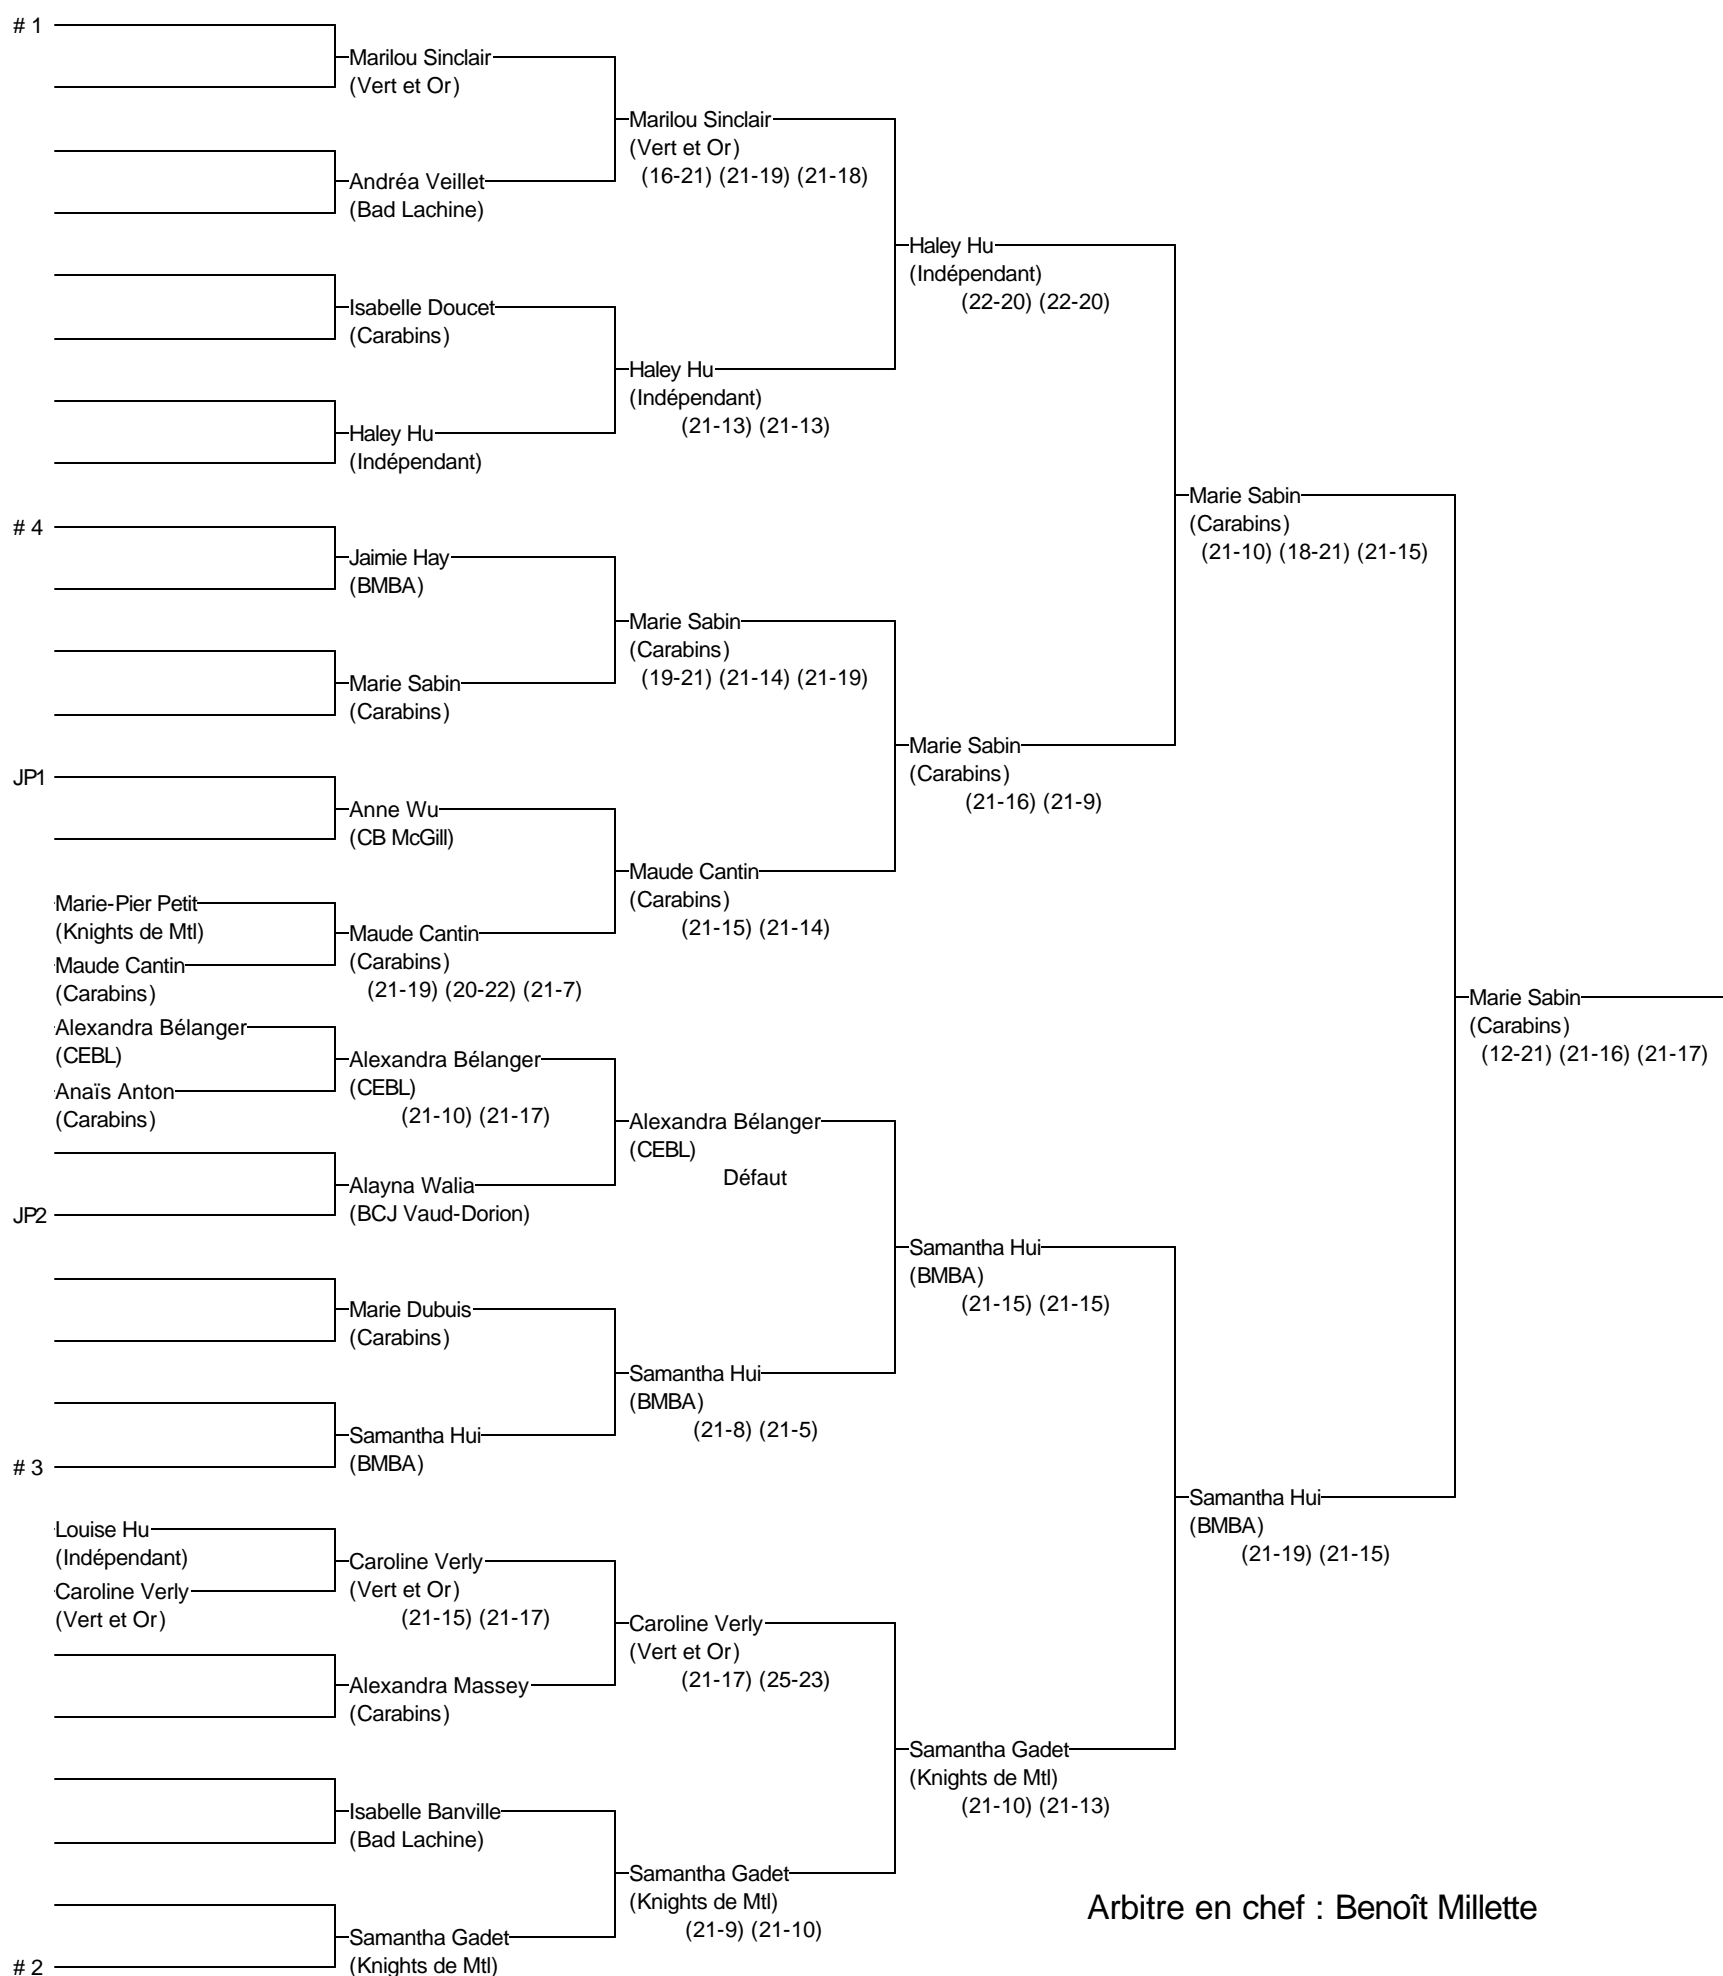 # 1
Marilou Sinclair
(Vert et Or)
Marilou Sinclair
(Vert et Or)
(16-21) (21-19) (21-18)
Andréa Veillet
(Bad Lachine)
Haley Hu
(Indépendant)
(22-20) (22-20)
Isabelle Doucet
(Carabins)
Haley Hu
(Indépendant)
(21-13) (21-13)
Haley Hu
(Indépendant)
Marie Sabin
(Carabins)
(21-10) (18-21) (21-15)
# 4
Jaimie Hay
(BMBA)
Marie Sabin
(Carabins)
(19-21) (21-14) (21-19)
Marie Sabin
(Carabins)
Marie Sabin
(Carabins)
(21-16) (21-9)
JP1
Anne Wu
(CB McGill)
Maude Cantin
(Carabins)
(21-15) (21-14)
Marie-Pier Petit
(Knights de Mtl)
Maude Cantin
(Carabins)
(21-19) (20-22) (21-7)
Maude Cantin
(Carabins)
Marie Sabin
(Carabins)
(12-21) (21-16) (21-17)
Alexandra Bélanger
(CEBL)
Alexandra Bélanger
(CEBL)
(21-10) (21-17)
Anaïs Anton
(Carabins)
Alexandra Bélanger
(CEBL)
Défaut
Alayna Walia
(BCJ Vaud-Dorion)
JP2
Samantha Hui
(BMBA)
(21-15) (21-15)
Marie Dubuis
(Carabins)
Samantha Hui
(BMBA)
(21-8) (21-5)
Samantha Hui
(BMBA)
# 3
Samantha Hui
(BMBA)
(21-19) (21-15)
Louise Hu
(Indépendant)
Caroline Verly
(Vert et Or)
(21-15) (21-17)
Caroline Verly
(Vert et Or)
Caroline Verly
(Vert et Or)
(21-17) (25-23)
Alexandra Massey
(Carabins)
Samantha Gadet
(Knights de Mtl)
(21-10) (21-13)
Isabelle Banville
(Bad Lachine)
Samantha Gadet
(Knights de Mtl)
(21-9) (21-10)
Samantha Gadet
(Knights de Mtl)
# 2
Arbitre en chef : Benoît Millette